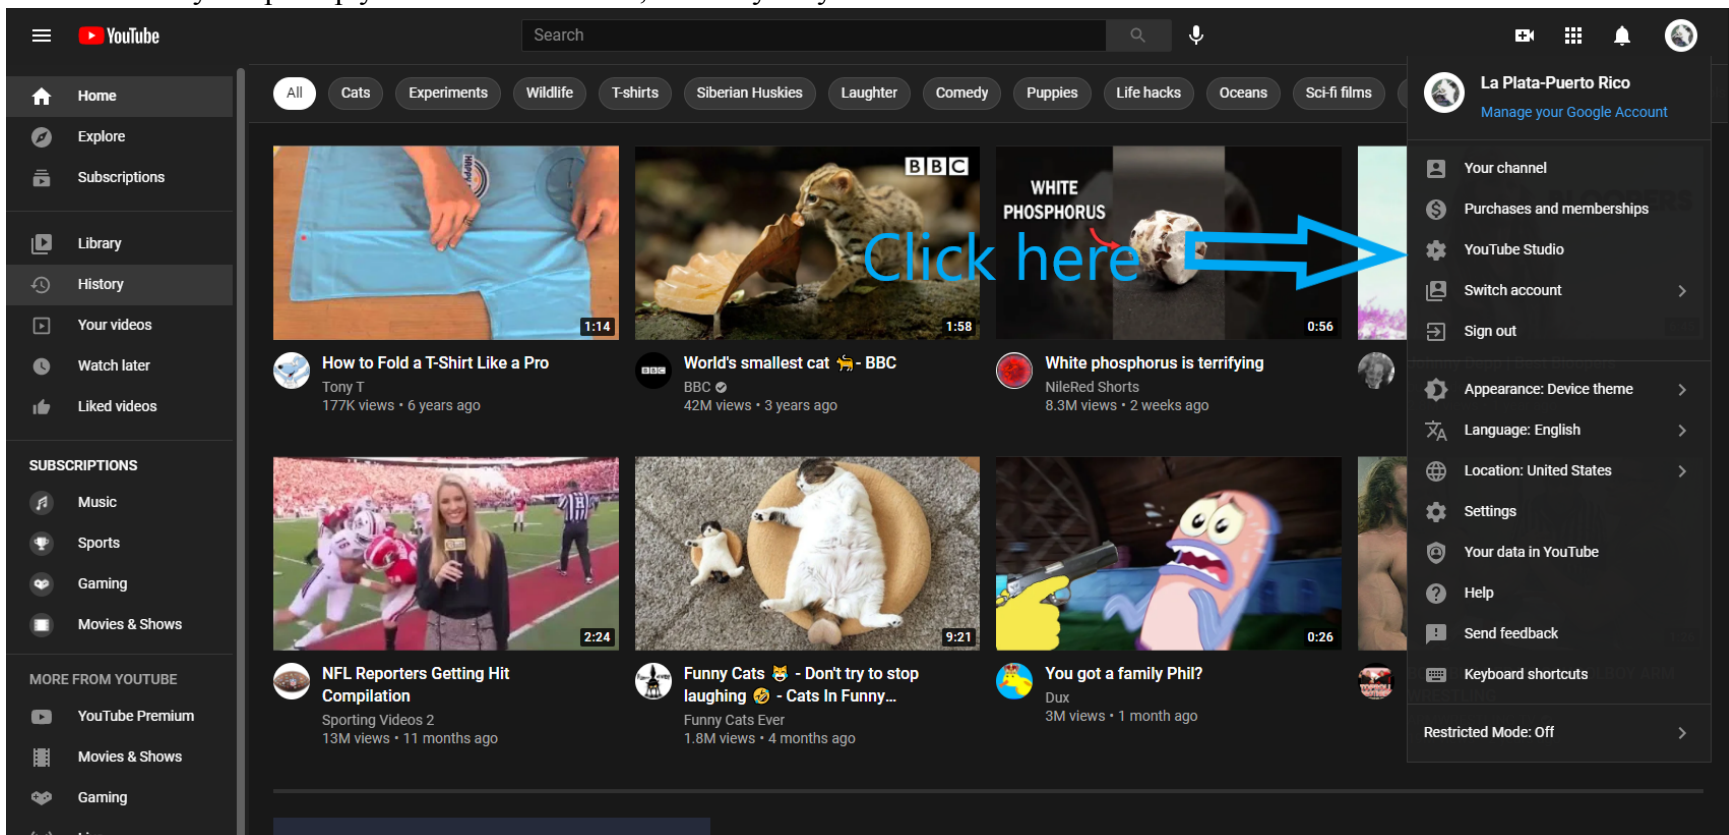 YouTube
Search
Home
Explore
Subscriptions
Library
History
Your videos
Watch later
Liked videos
SUBSCRIPTIONS
Music
Sports
Gaming
Movies & Shows
MORE FROM YOUTUBE
YouTube Premium
Movies & Shows
Gaming
All
Cats
Experiments
Wildlife
T-shirts
Siberian Huskies
Laughter
Comedy
Puppies
Life hacks
Oceans
Sci-fi films
1:14
How to Fold a T-Shirt Like a Pro
Tony T
177K views • 6 years ago
BBC
1:58
World's smallest cat 🐆- BBC
BBC
42M views • 3 years ago
WHITE
PHOSPHORUS
0:56
White phosphorus is terrifying
NileRed Shorts
8.3M views • 2 weeks ago
Click here
2:24
NFL Reporters Getting Hit
Compilation
Sporting Videos 2
13M views • 11 months ago
9:21
Funny Cats 😹 - Don't try to stop
laughing 🤣 - Cats In Funny...
Funny Cats Ever
1.8M views • 4 months ago
0:26
You got a family Phil?
Dux
3M views • 1 month ago
La Plata-Puerto Rico
Manage your Google Account
Your channel
Purchases and memberships
YouTube Studio
Switch account
Sign out
Appearance: Device theme
Language: English
Location: United States
Settings
Your data in YouTube
Help
Send feedback
Keyboard shortcuts
Restricted Mode: Off